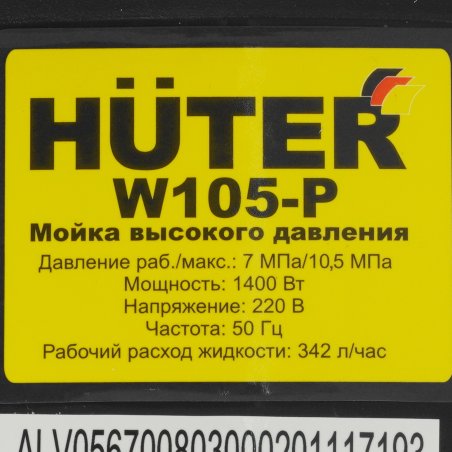 HÜTER
W105-P
Мойка высокого давления
Давление раб./макс.: 7 МПа/10,5 МПа
Мощность: 1400 Вт
Напряжение: 220 В
Частота: 50 Гц
Рабочий расход жидкости: 342 л/час
ALV056700803000201117193